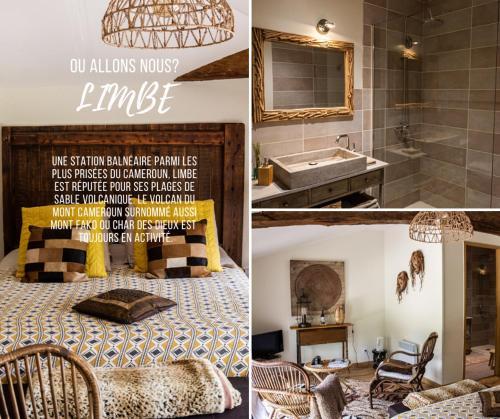 OU ALLONS NOUS?
LIMBE
UNE STATION BALNÉAIRE PARMI LES
PLUS PRISÉES DU CAMEROUN, LIMBE
EST RÉPUTÉE POUR SES PLAGES DE
SABLE VOLCANIQUE. LE VOLCAN DU
MONT CAMEROUN SURNOMMÉ AUSSI
MONT FAKO OU CHAR DES DIEUX EST
TOUJOURS EN ACTIVITÉ.